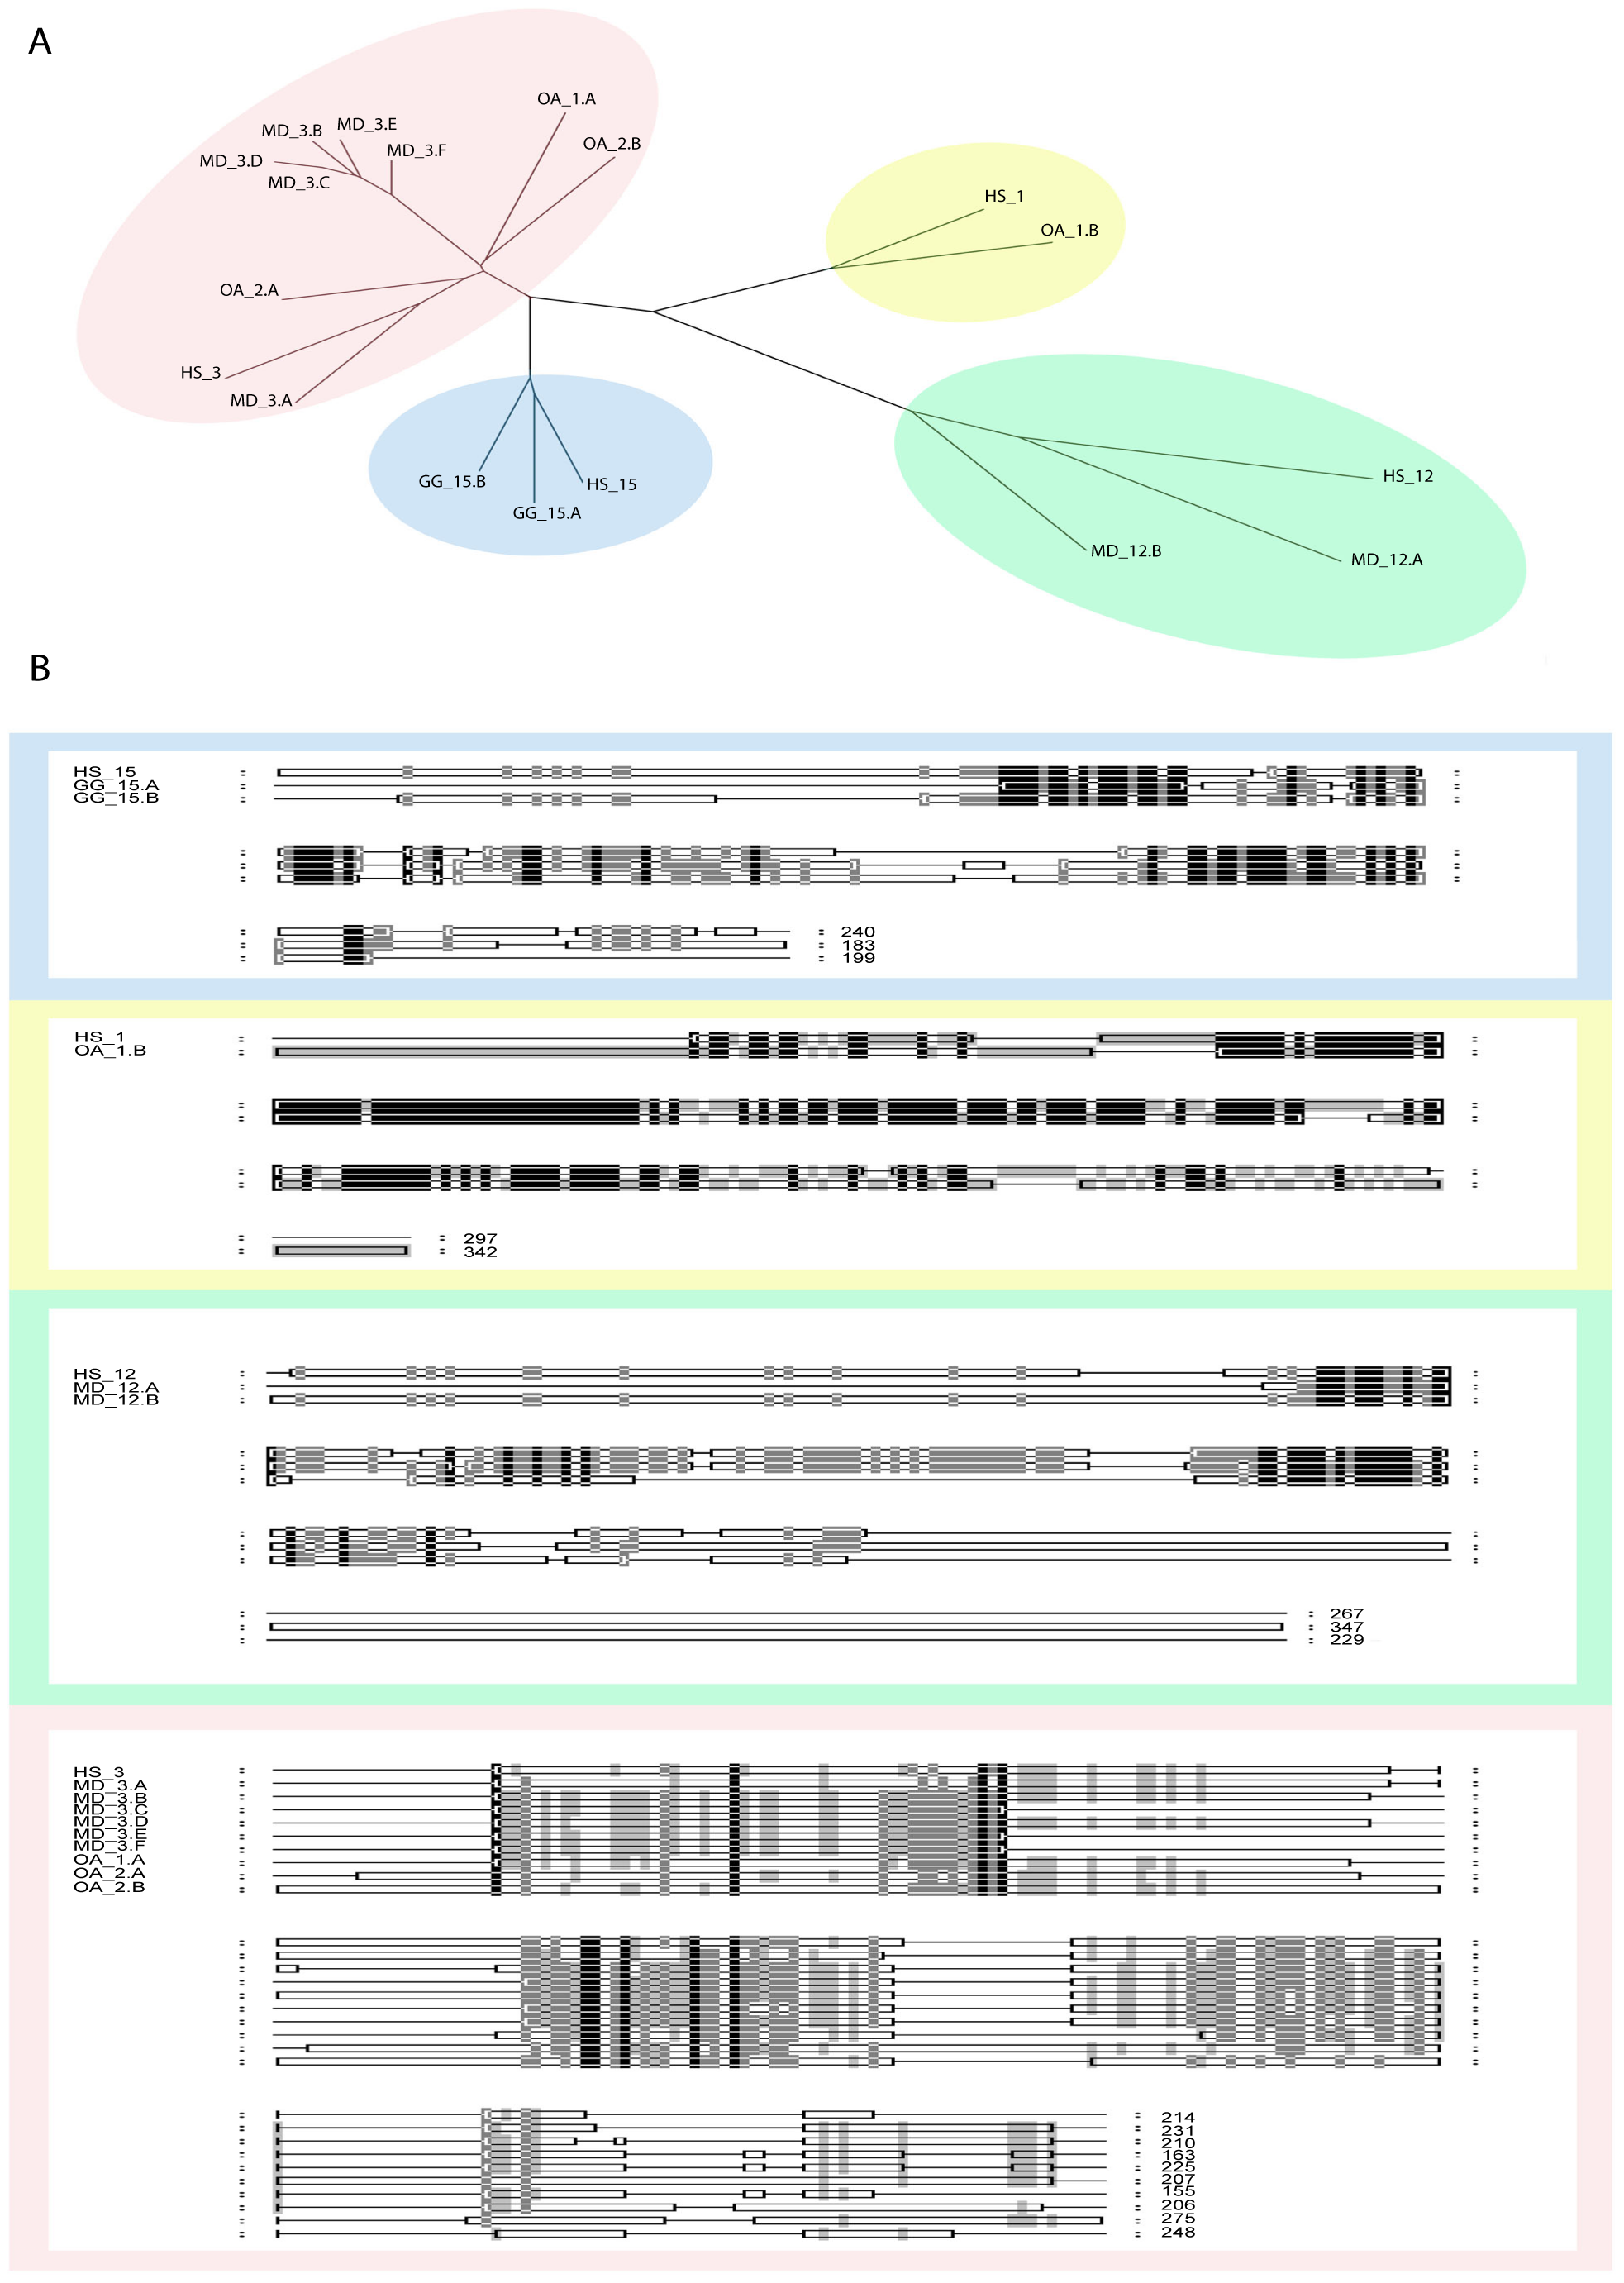 A
OA_1.A
MD_3.B
MD_3.E
OA_2.B
MD_3.F
MD_3.D
MD_3.C
HS_1
OA_1.B
OA_2.A
HS_3
MD_3.A
GG_15.B
HS_15
GG_15.A
HS_12
MD_12.B
MD_12.A
B
HS_15 : :
GG_15.A : :
GG_15.B : :
: :
: :
: :
: : 240
: : 183
: : 199
HS_1 : :
OA_1.B : :
: :
: :
: :
: :
: : 297
: : 342
HS_12 : :
MD_12.A : :
MD_12.B : :
: :
: :
: :
: :
: :
: :
: : 267
: : 347
: : 229
HS_3 : :
MD_3.A : :
MD_3.B : :
MD_3.C : :
MD_3.D : :
MD_3.E : :
MD_3.F : :
OA_1.A : :
OA_2.A : :
OA_2.B : :
: :
: :
: :
: :
: :
: :
: :
: :
: :
: :
: : 214
: : 231
: : 210
: : 163
: : 225
: : 207
: : 155
: : 206
: : 275
: : 248